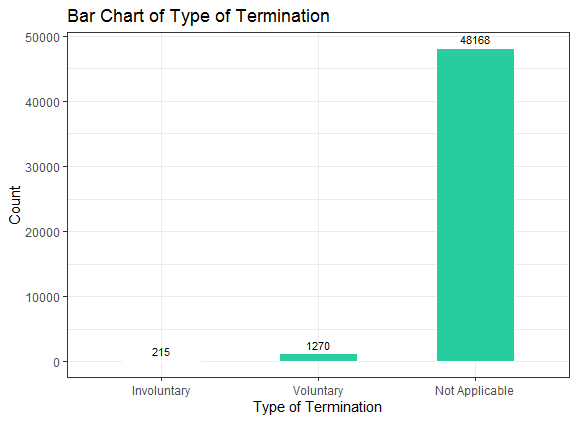 Bar Chart of Type of Termination
50000
40000
30000
20000
10000
0
Count
215
1270
48168
Involuntary
Voluntary
Not Applicable
Type of Termination